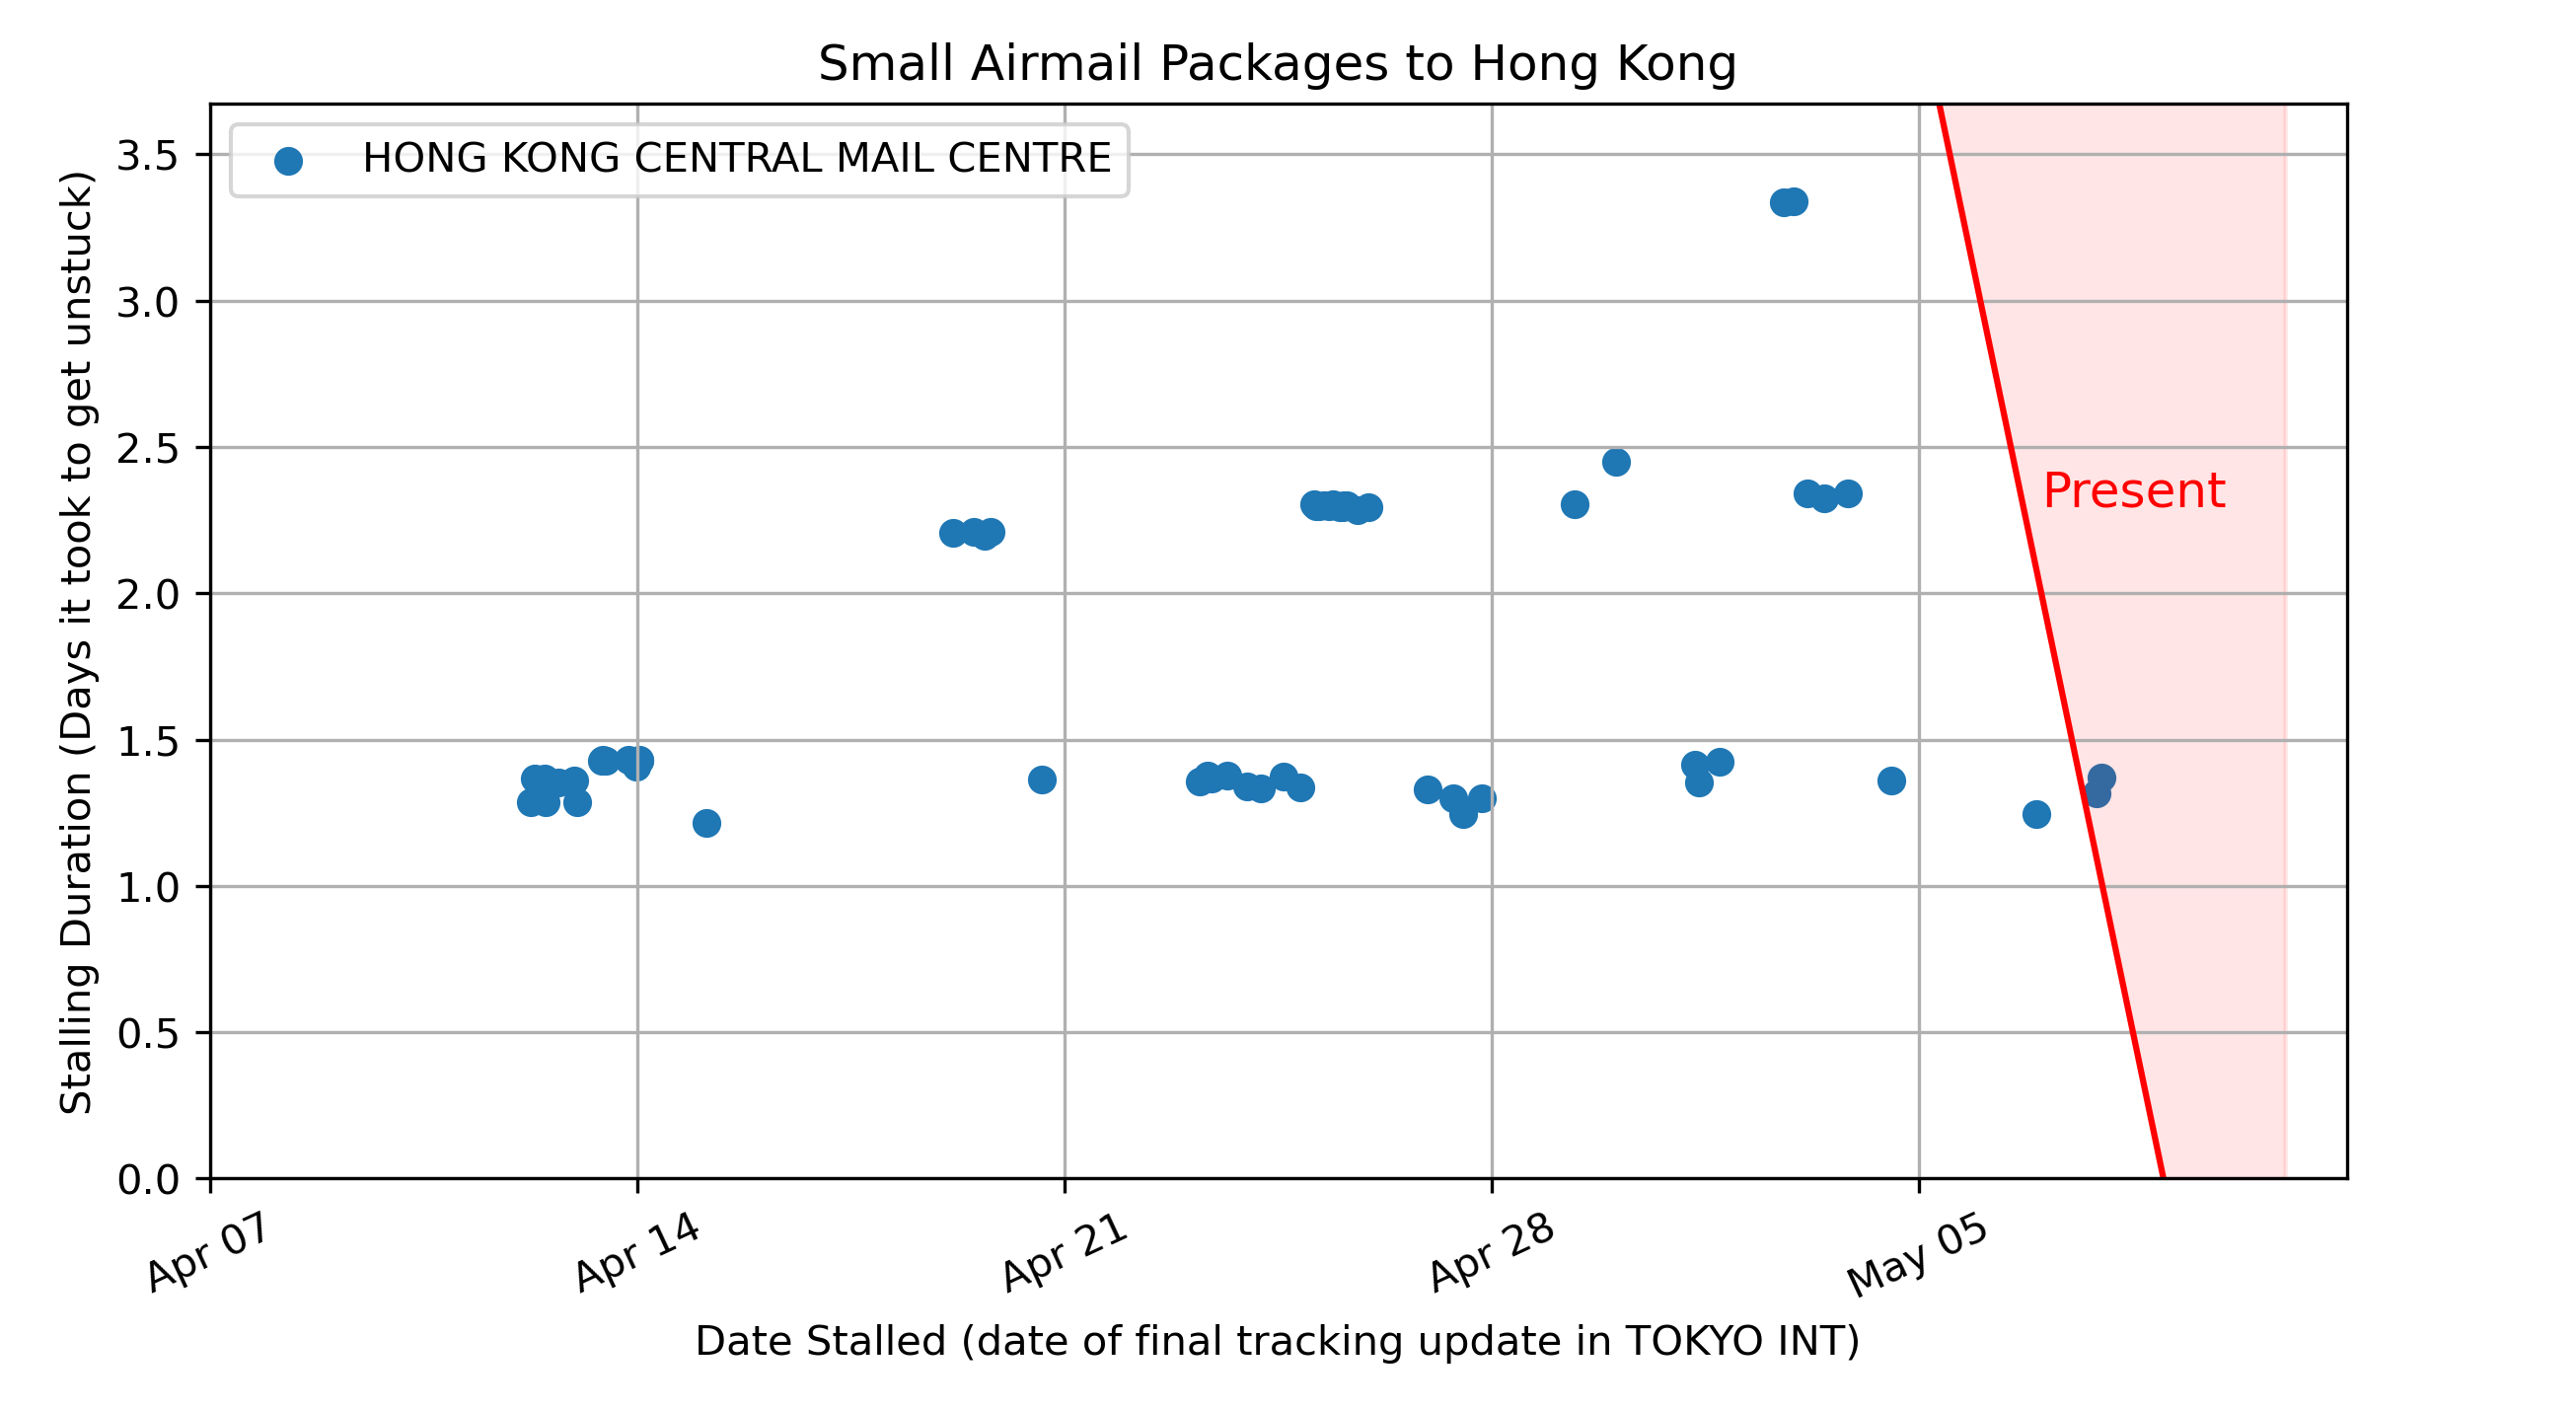 Small Airmail Packages to Hong Kong
HONG KONG CENTRAL MAIL CENTRE
Stalling Duration (Days it took to get unstuck)
3.5
3.0
2.5
2.0
1.5
1.0
0.5
0.0
Present
Apr 07
Apr 14
Apr 21
Apr 28
May 05
Date Stalled (date of final tracking update in TOKYO INT)